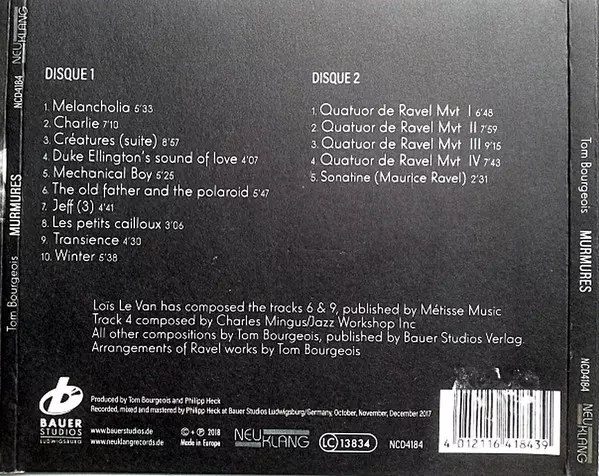 NCD4184 NEUKLANG
MURMURES
Tom Bourgeois
DISQUE 1
1. Melancholia 5'33
2. Charlie 7'10
3. Créatures (suite) 8'57
4. Duke Ellington's sound of love 4'07
5. Mechanical Boy 5'25
6. The old father and the polaroid 5'47
7. Jeff (3) 4'41
8. Les petits cailloux 3'06
9. Transience 4'30
10. Winter 5'38
DISQUE 2
1. Quatuor de Ravel Mvt I 6'48
2. Quatuor de Ravel Mvt II 7'59
3. Quatuor de Ravel Mvt III 9'15
4. Quatuor de Ravel Mvt IV 7'43
5. Sonatine (Maurice Ravel) 2'31
Loïs Le Van has composed the tracks 6 & 9, published by Métisse Music
Track 4 composed by Charles Mingus/Jazz Workshop Inc
All other compositions by Tom Bourgeois, published by Bauer Studios Verlag.
Arrangements of Ravel works by Tom Bourgeois
b
BAUER
STUDIOS
LUDWIGSBURG
Produced by Tom Bourgeois and Philipp Heck
Recorded, mixed and mastered by Philipp Heck at Bauer Studios Ludwigsburg/Germany, October, November, December 2017
www.bauerstudios.de
www.neuklangrecords.de
© + ℗ 2018
Made in Europe
NEUKLANG
LC 13834
NCD4184
4 012116 418439
Tom Bourgeois
MURMURES
NCD4184
NEUKLANG